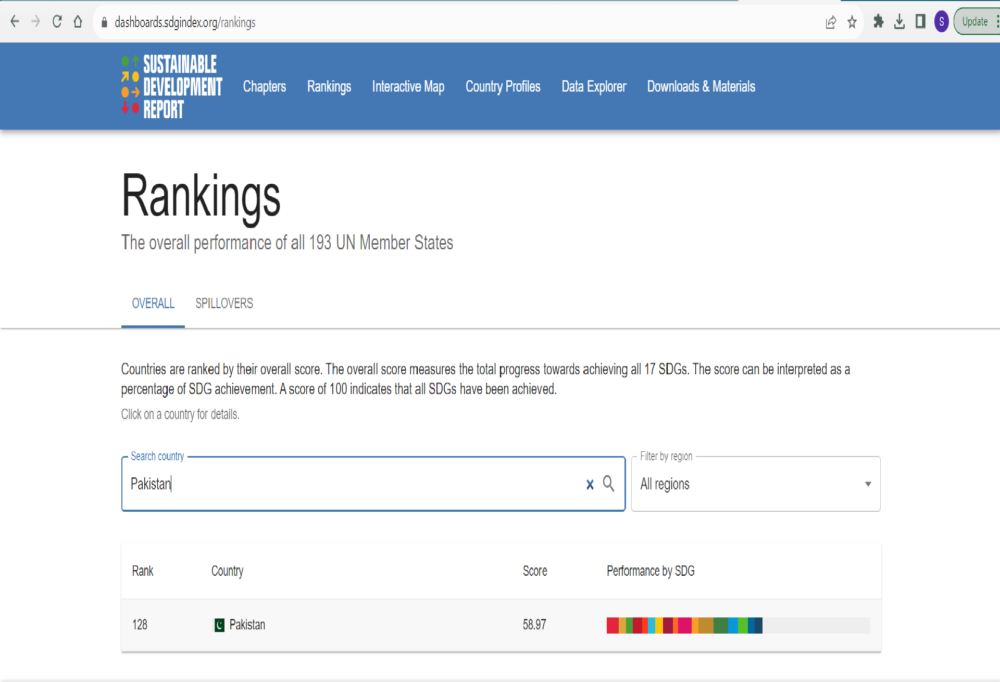 dashboards.sdgindex.org/rankings
S
Update
SUSTAINABLE
DEVELOPMENT
REPORT
Chapters Rankings Interactive Map Country Profiles Data Explorer Downloads & Materials
Rankings
The overall performance of all 193 UN Member States
OVERALL SPILLOVERS
Countries are ranked by their overall score. The overall score measures the total progress towards achieving all 17 SDGs. The score can be interpreted as a
percentage of SDG achievement. A score of 100 indicates that all SDGs have been achieved.
Click on a country for details.
Search country Filter by region
Pakistan x All regions
Rank Country Score Performance by SDG
128 Pakistan 58.97